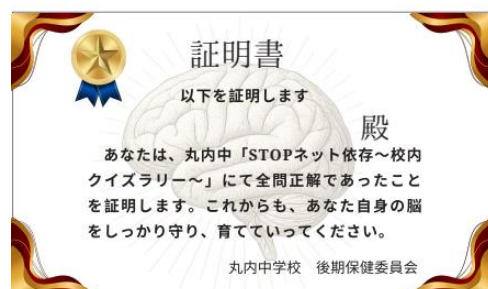 証明書
以下を証明します
殿
あなたは、丸内中「STOPネット依存～校内
クイズラリー～」にて全問正解であったこと
を証明します。これからも、あなた自身の脳
をしっかり守り、育てていってください。
丸内中学校　後期保健委員会